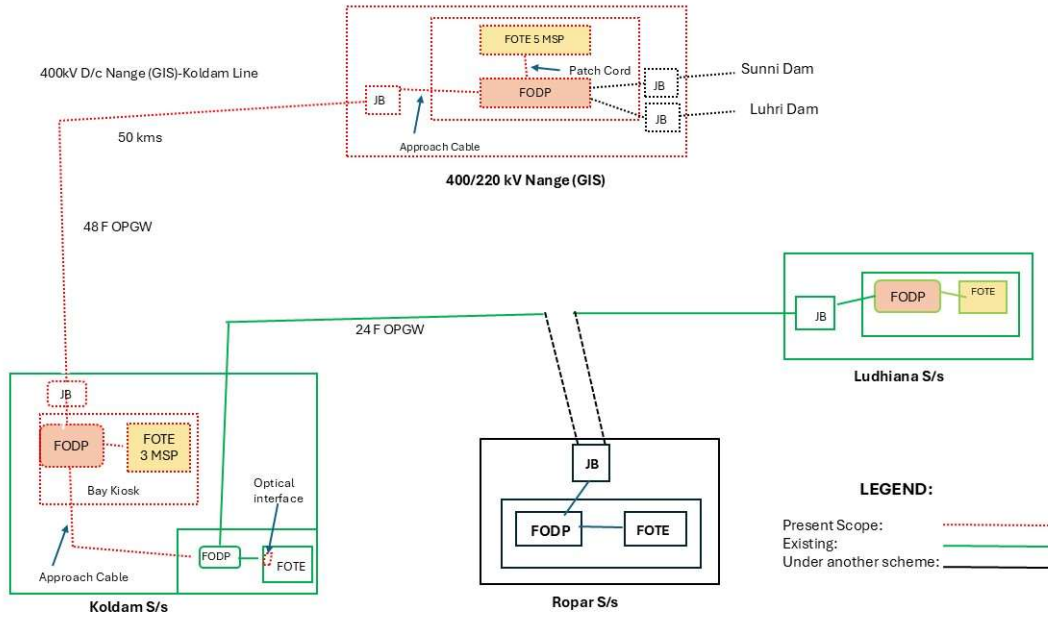 FOTE 5 MSP
400kV D/c Nange (GIS)-Koldam Line
Patch Cord
Sunni Dam
JB
FODP
JB
Luhri Dam
JB
50 kms
Approach Cable
400/220 kV Nange (GIS)
48 F OPGW
FODP
FOTE
JB
24 F OPGW
Ludhiana S/s
JB
FODP
FOTE
3 MSP
Bay Kiosk
Optical
interface
FODP
FOTE
Approach Cable
Koldam S/s
JB
FODP
FOTE
Ropar S/s
LEGEND:
Present Scope:
Existing:
Under another scheme: